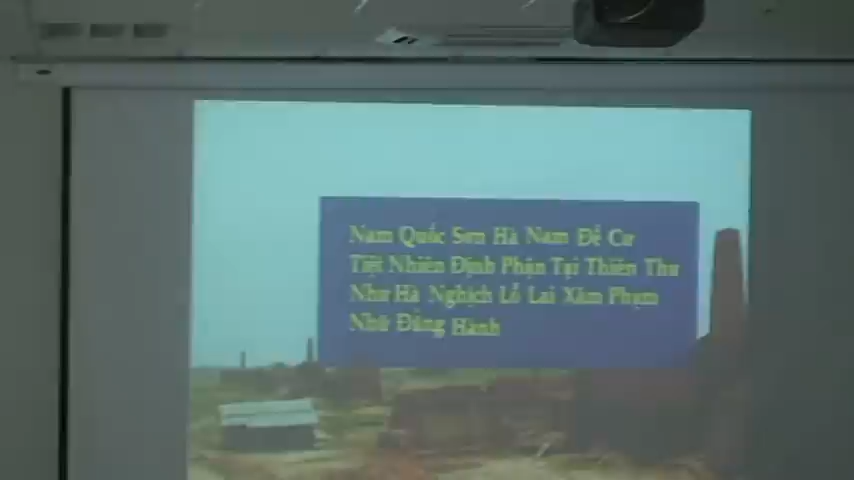 Nam Quốc Sơn Hà Nam Đế Cư
Tiệt Nhiên Định Phận Tại Thiên Thư
Như Hà Nghịch Lỗ Lai Xâm Phạm
Nhữ Đẳng Hành